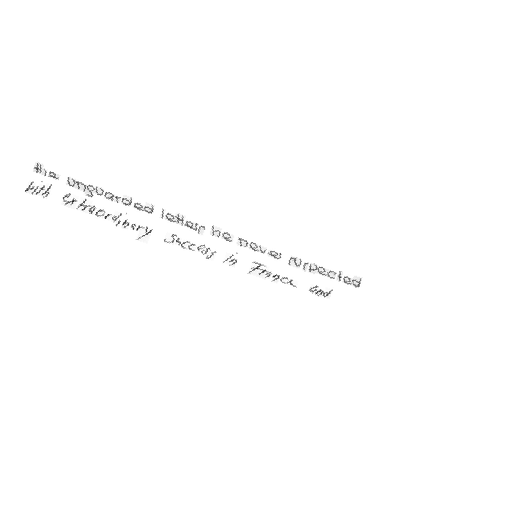 the unguarded letter he never expected
with extraordinary success in France and